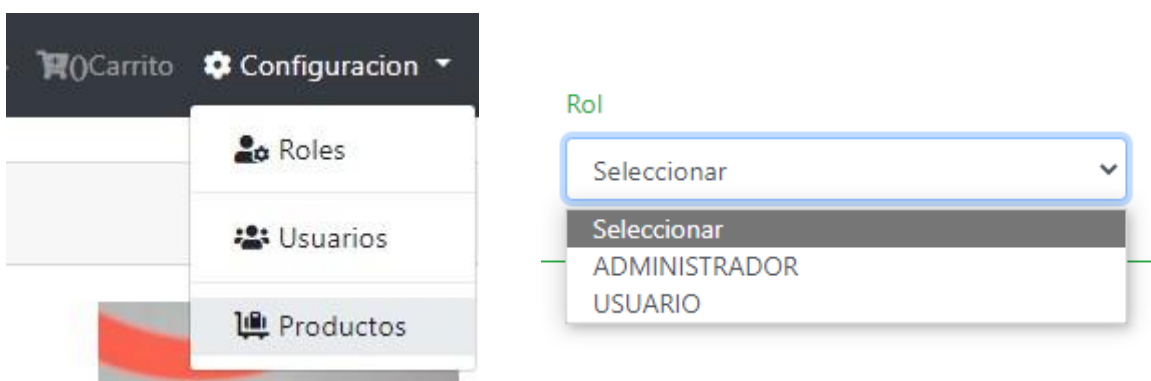 ()Carrito Configuracion
Roles
Usuarios
Productos
Rol
Seleccionar
Seleccionar
ADMINISTRADOR
USUARIO